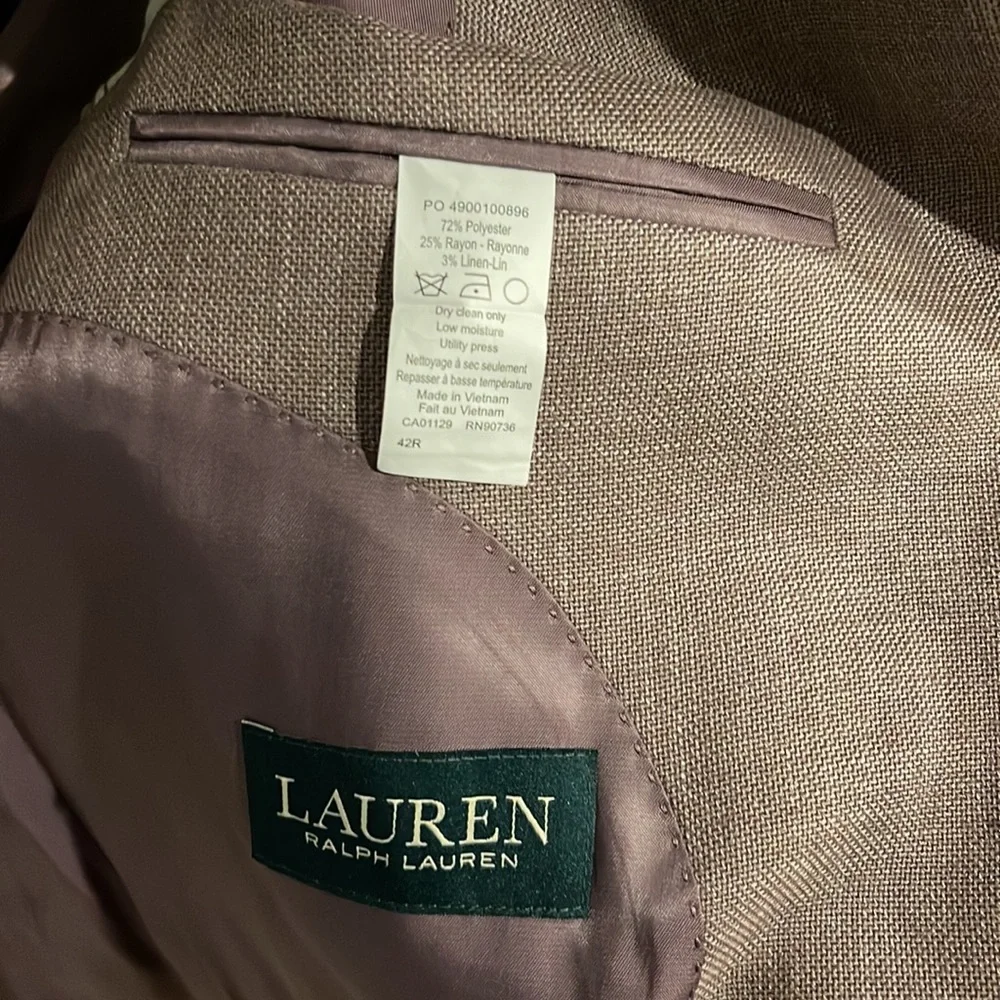 PO 4900100896
72% Polyester
25% Rayon - Rayonne
3% Linen-Lin
Dry clean only
Low moisture
Utility press
Nettoyage à sec seulement
Repasser à basse température
Made in Vietnam
Fait au Vietnam
CA01129 RN90736
42R
LAUREN
RALPH LAUREN